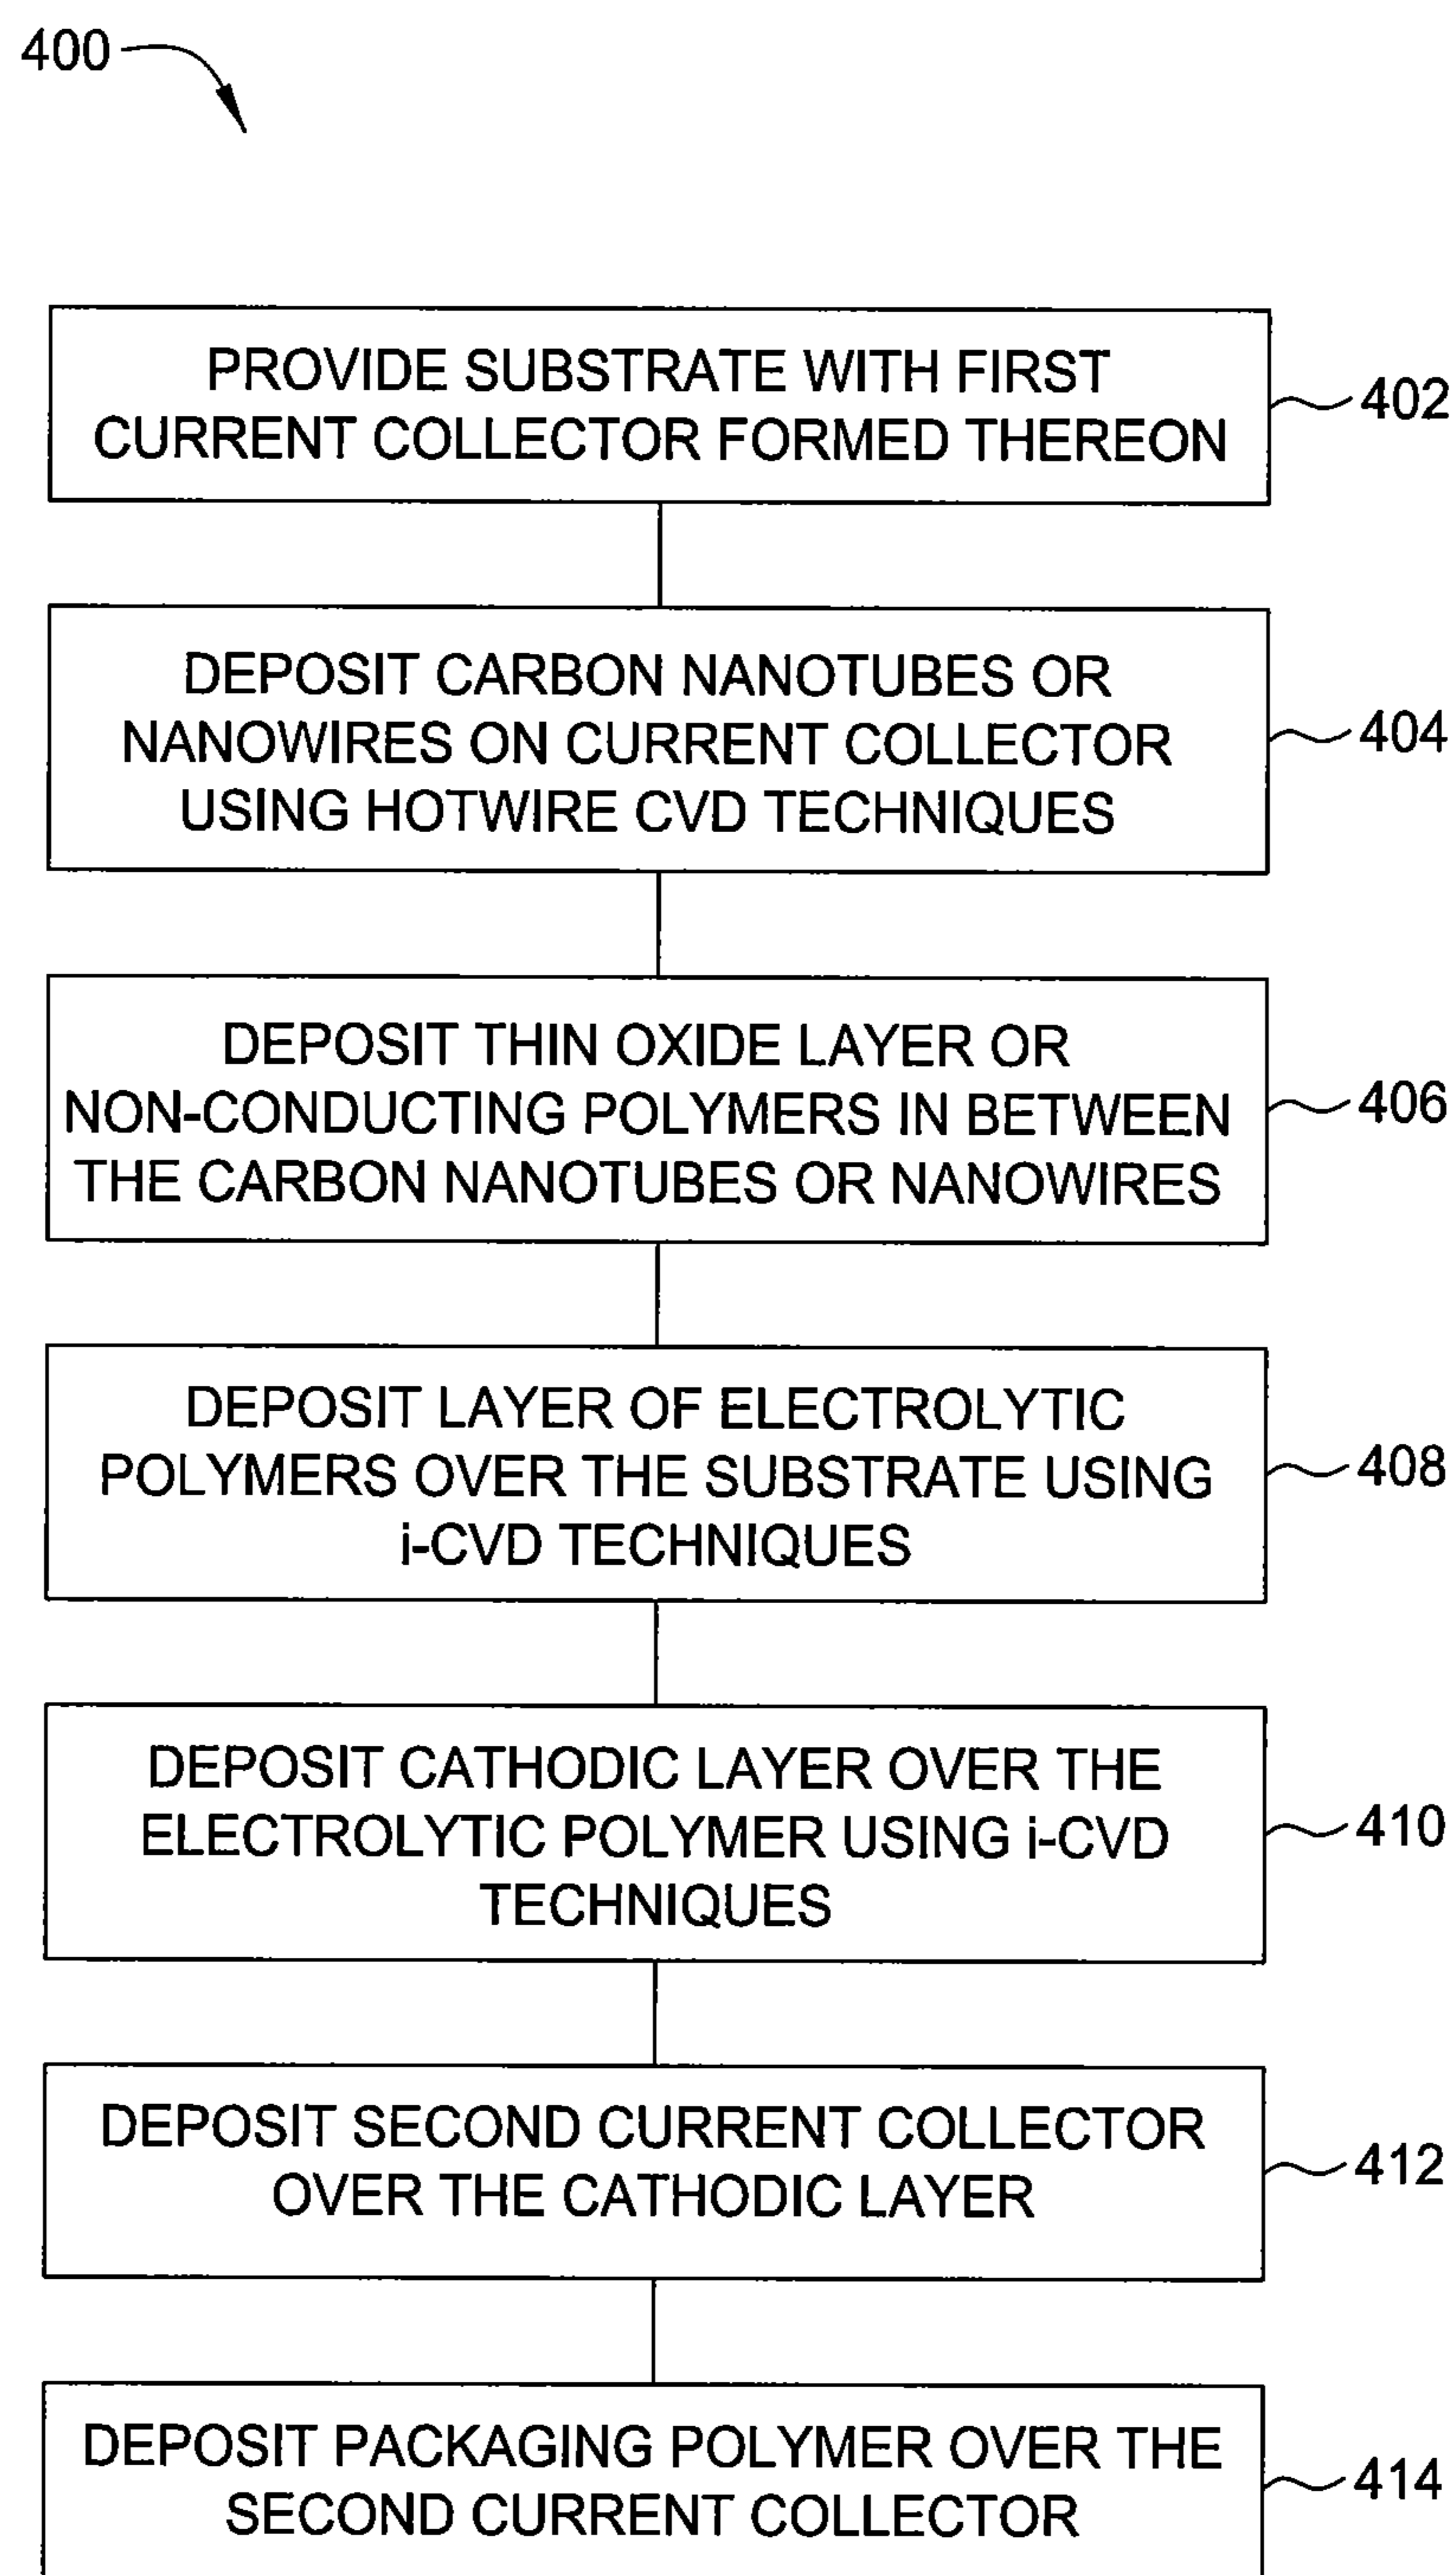 400
PROVIDE SUBSTRATE WITH FIRST
CURRENT COLLECTOR FORMED THEREON
402
DEPOSIT CARBON NANOTUBES OR
NANOWIRES ON CURRENT COLLECTOR
USING HOTWIRE CVD TECHNIQUES
404
DEPOSIT THIN OXIDE LAYER OR
NON-CONDUCTING POLYMERS IN BETWEEN
THE CARBON NANOTUBES OR NANOWIRES
406
DEPOSIT LAYER OF ELECTROLYTIC
POLYMERS OVER THE SUBSTRATE USING
i-CVD TECHNIQUES
408
DEPOSIT CATHODIC LAYER OVER THE
ELECTROLYTIC POLYMER USING i-CVD
TECHNIQUES
410
DEPOSIT SECOND CURRENT COLLECTOR
OVER THE CATHODIC LAYER
412
DEPOSIT PACKAGING POLYMER OVER THE
SECOND CURRENT COLLECTOR
414